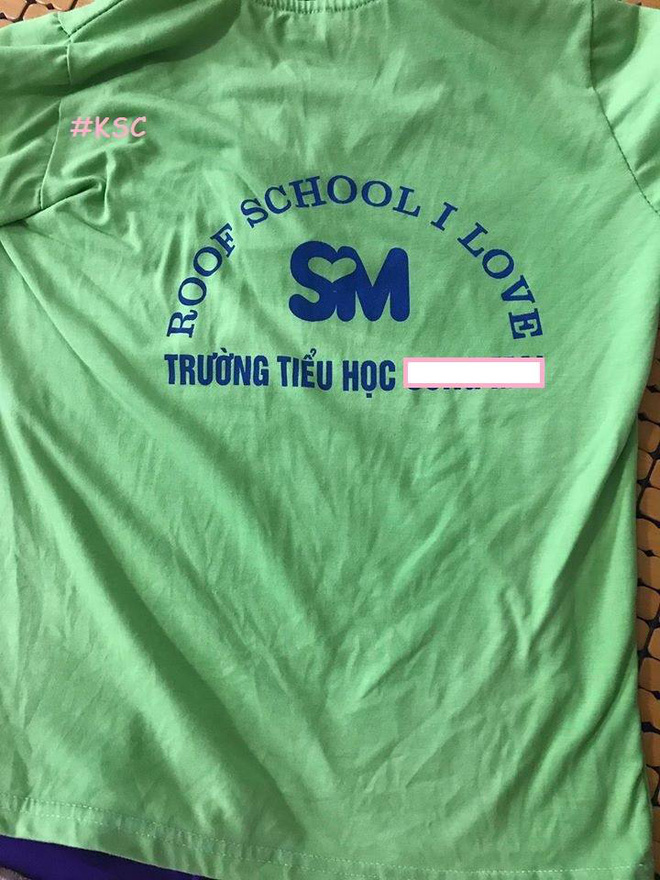 #KSC
ROOF SCHOOL I LOVE
SM
TRƯỜNG TIỂU HỌC